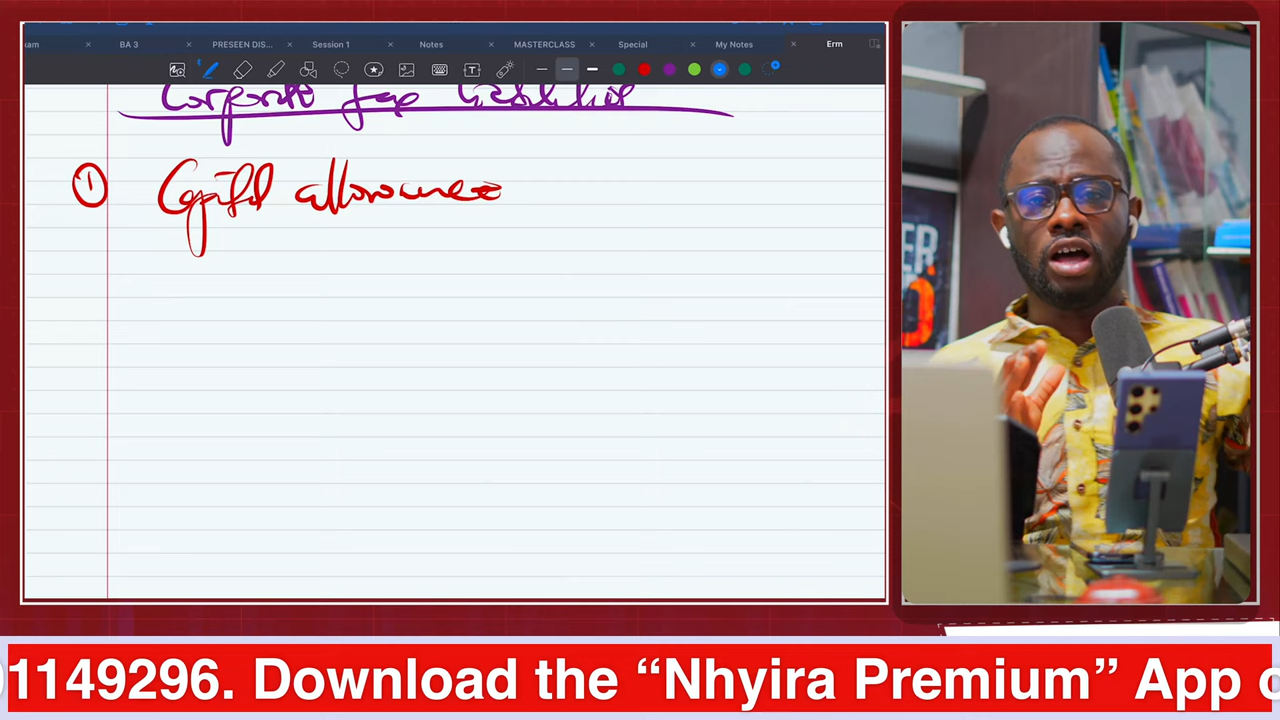 xam BA 3 PRESEEN DIS... Session 1 Notes MASTERCLASS Special My Notes Erm
Corporate Tax
① Capital allowance
1149296. Download the “Nhyira Premium” App o